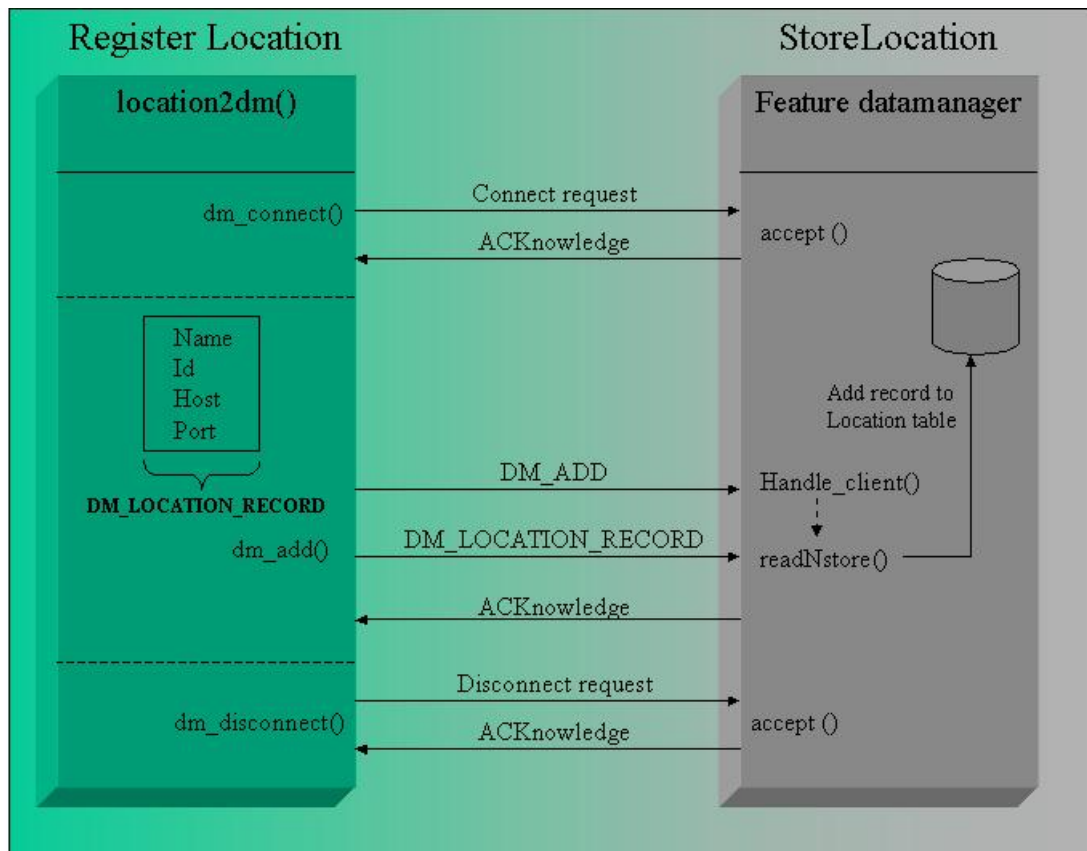 Register Location
StoreLocation
location2dm()
Feature datamanager
Connect request
dm_connect()
accept ()
ACKnowledge
Name
Id
Host
Port
Add record to
Location table
DM_ADD
Handle_client()
DM_LOCATION_RECORD
dm_add()
DM_LOCATION_RECORD
readNstore()
ACKnowledge
Disconnect request
dm_disconnect()
accept ()
ACKnowledge